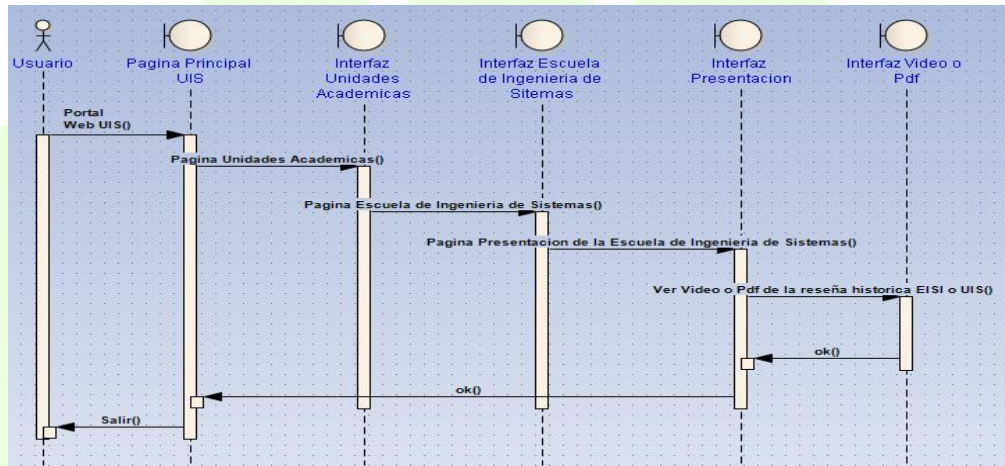 Usuario
Pagina Principal
UIS
Interfaz
Unidades
Academicas
Interfaz Escuela
de Ingenieria de
Sitemas
Interfaz
Presentacion
Interfaz Video o
Pdf
Portal
Web UIS()
Pagina Unidades Academicas()
Pagina Escuela de Ingenieria de Sistemas()
Pagina Presentacion de la Escuela de Ingenieria de Sistemas()
Ver Video o Pdf de la reseña historica EISI o UIS()
ok()
ok()
Salir()